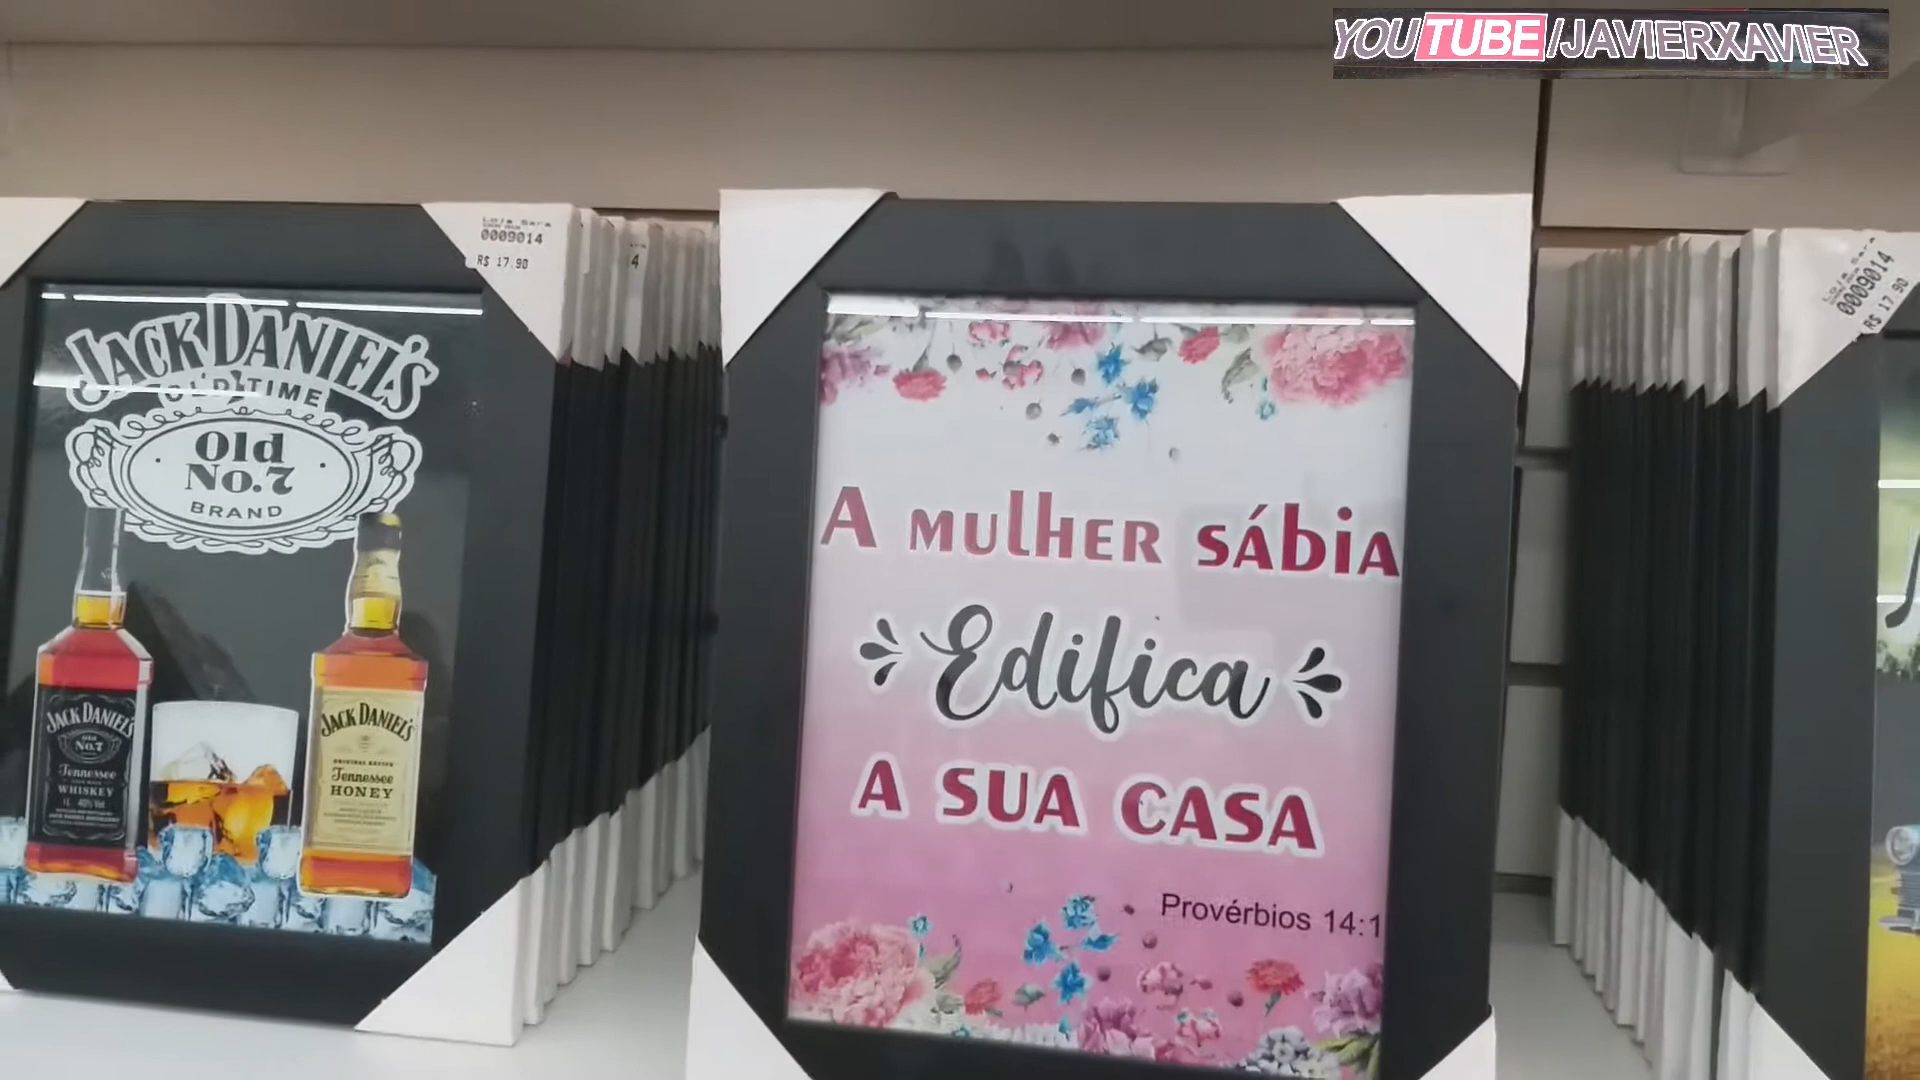 YOUTUBE/JAVIERXAVIER
0009014
R$ 17.90
4
JACK DANIEL'S
OLD TIME
Old
No.7
BRAND
JACK DANIEL'S
Old
No.7
Tennessee
WHISKEY
JACK DANIEL'S
Tennessee
HONEY
A MULHER SÁBIA
Edifica
A SUA CASA
Provérbios 14:1
0009014
R$ 17.90